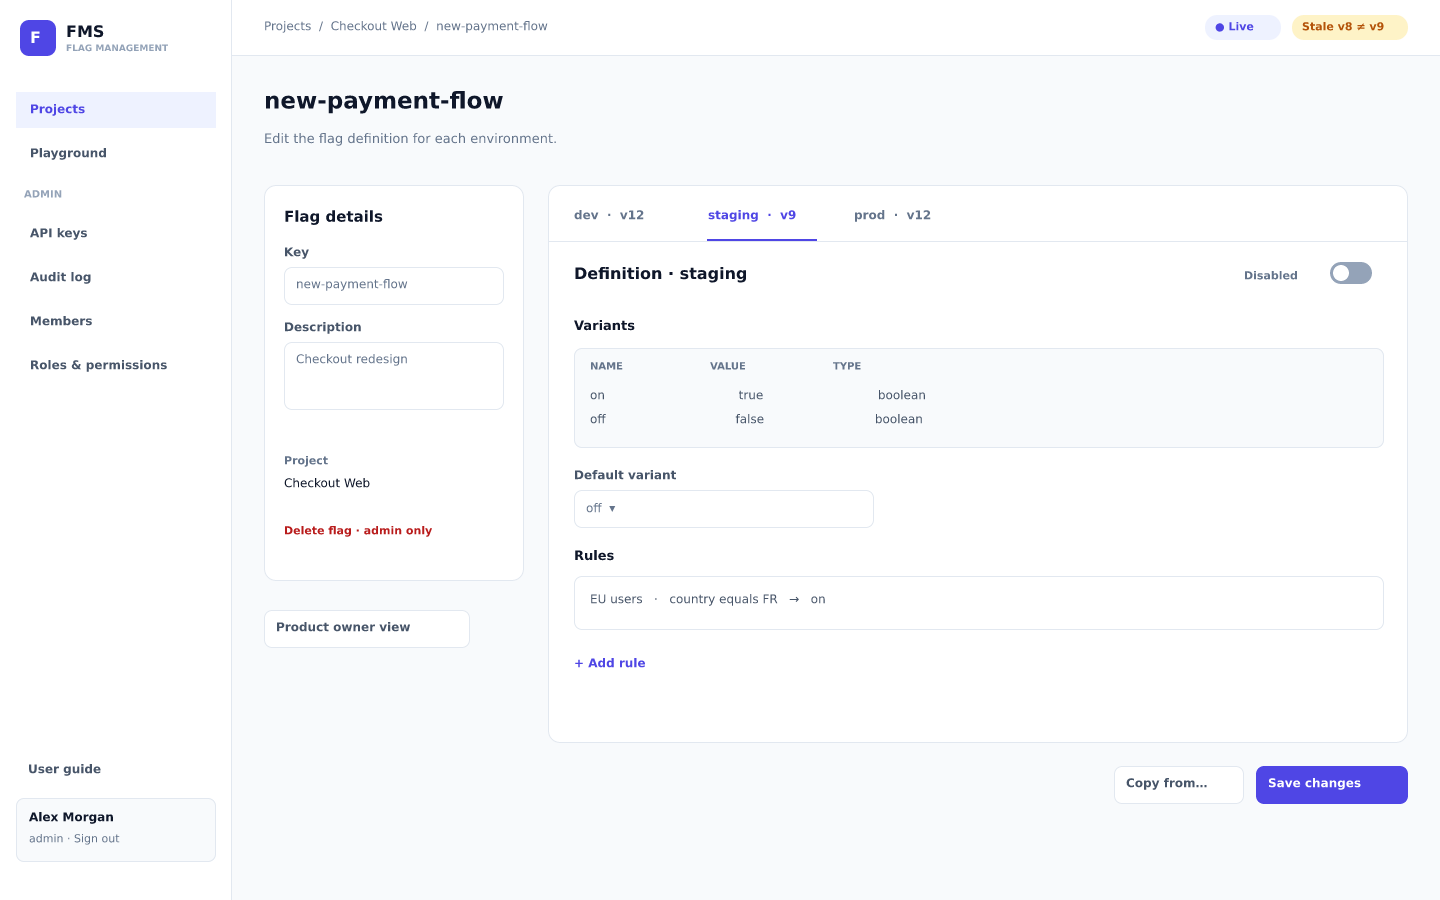 F
FMS
FLAG MANAGEMENT
Projects
Playground
ADMIN
API keys
Audit log
Members
Roles & permissions
User guide
Alex Morgan
admin · Sign out
Projects / Checkout Web / new-payment-flow
● Live
Stale v8 ≠ v9
new-payment-flow
Edit the flag definition for each environment.
Flag details
Key
new-payment-flow
Description
Checkout redesign
Project
Checkout Web
Delete flag · admin only
Product owner view
dev · v12 staging · v9 prod · v12
Definition · staging
Disabled
Variants
NAME VALUE TYPE
on true boolean
off false boolean
Default variant
off ▾
Rules
EU users · country equals FR → on
+ Add rule
Copy from…
Save changes